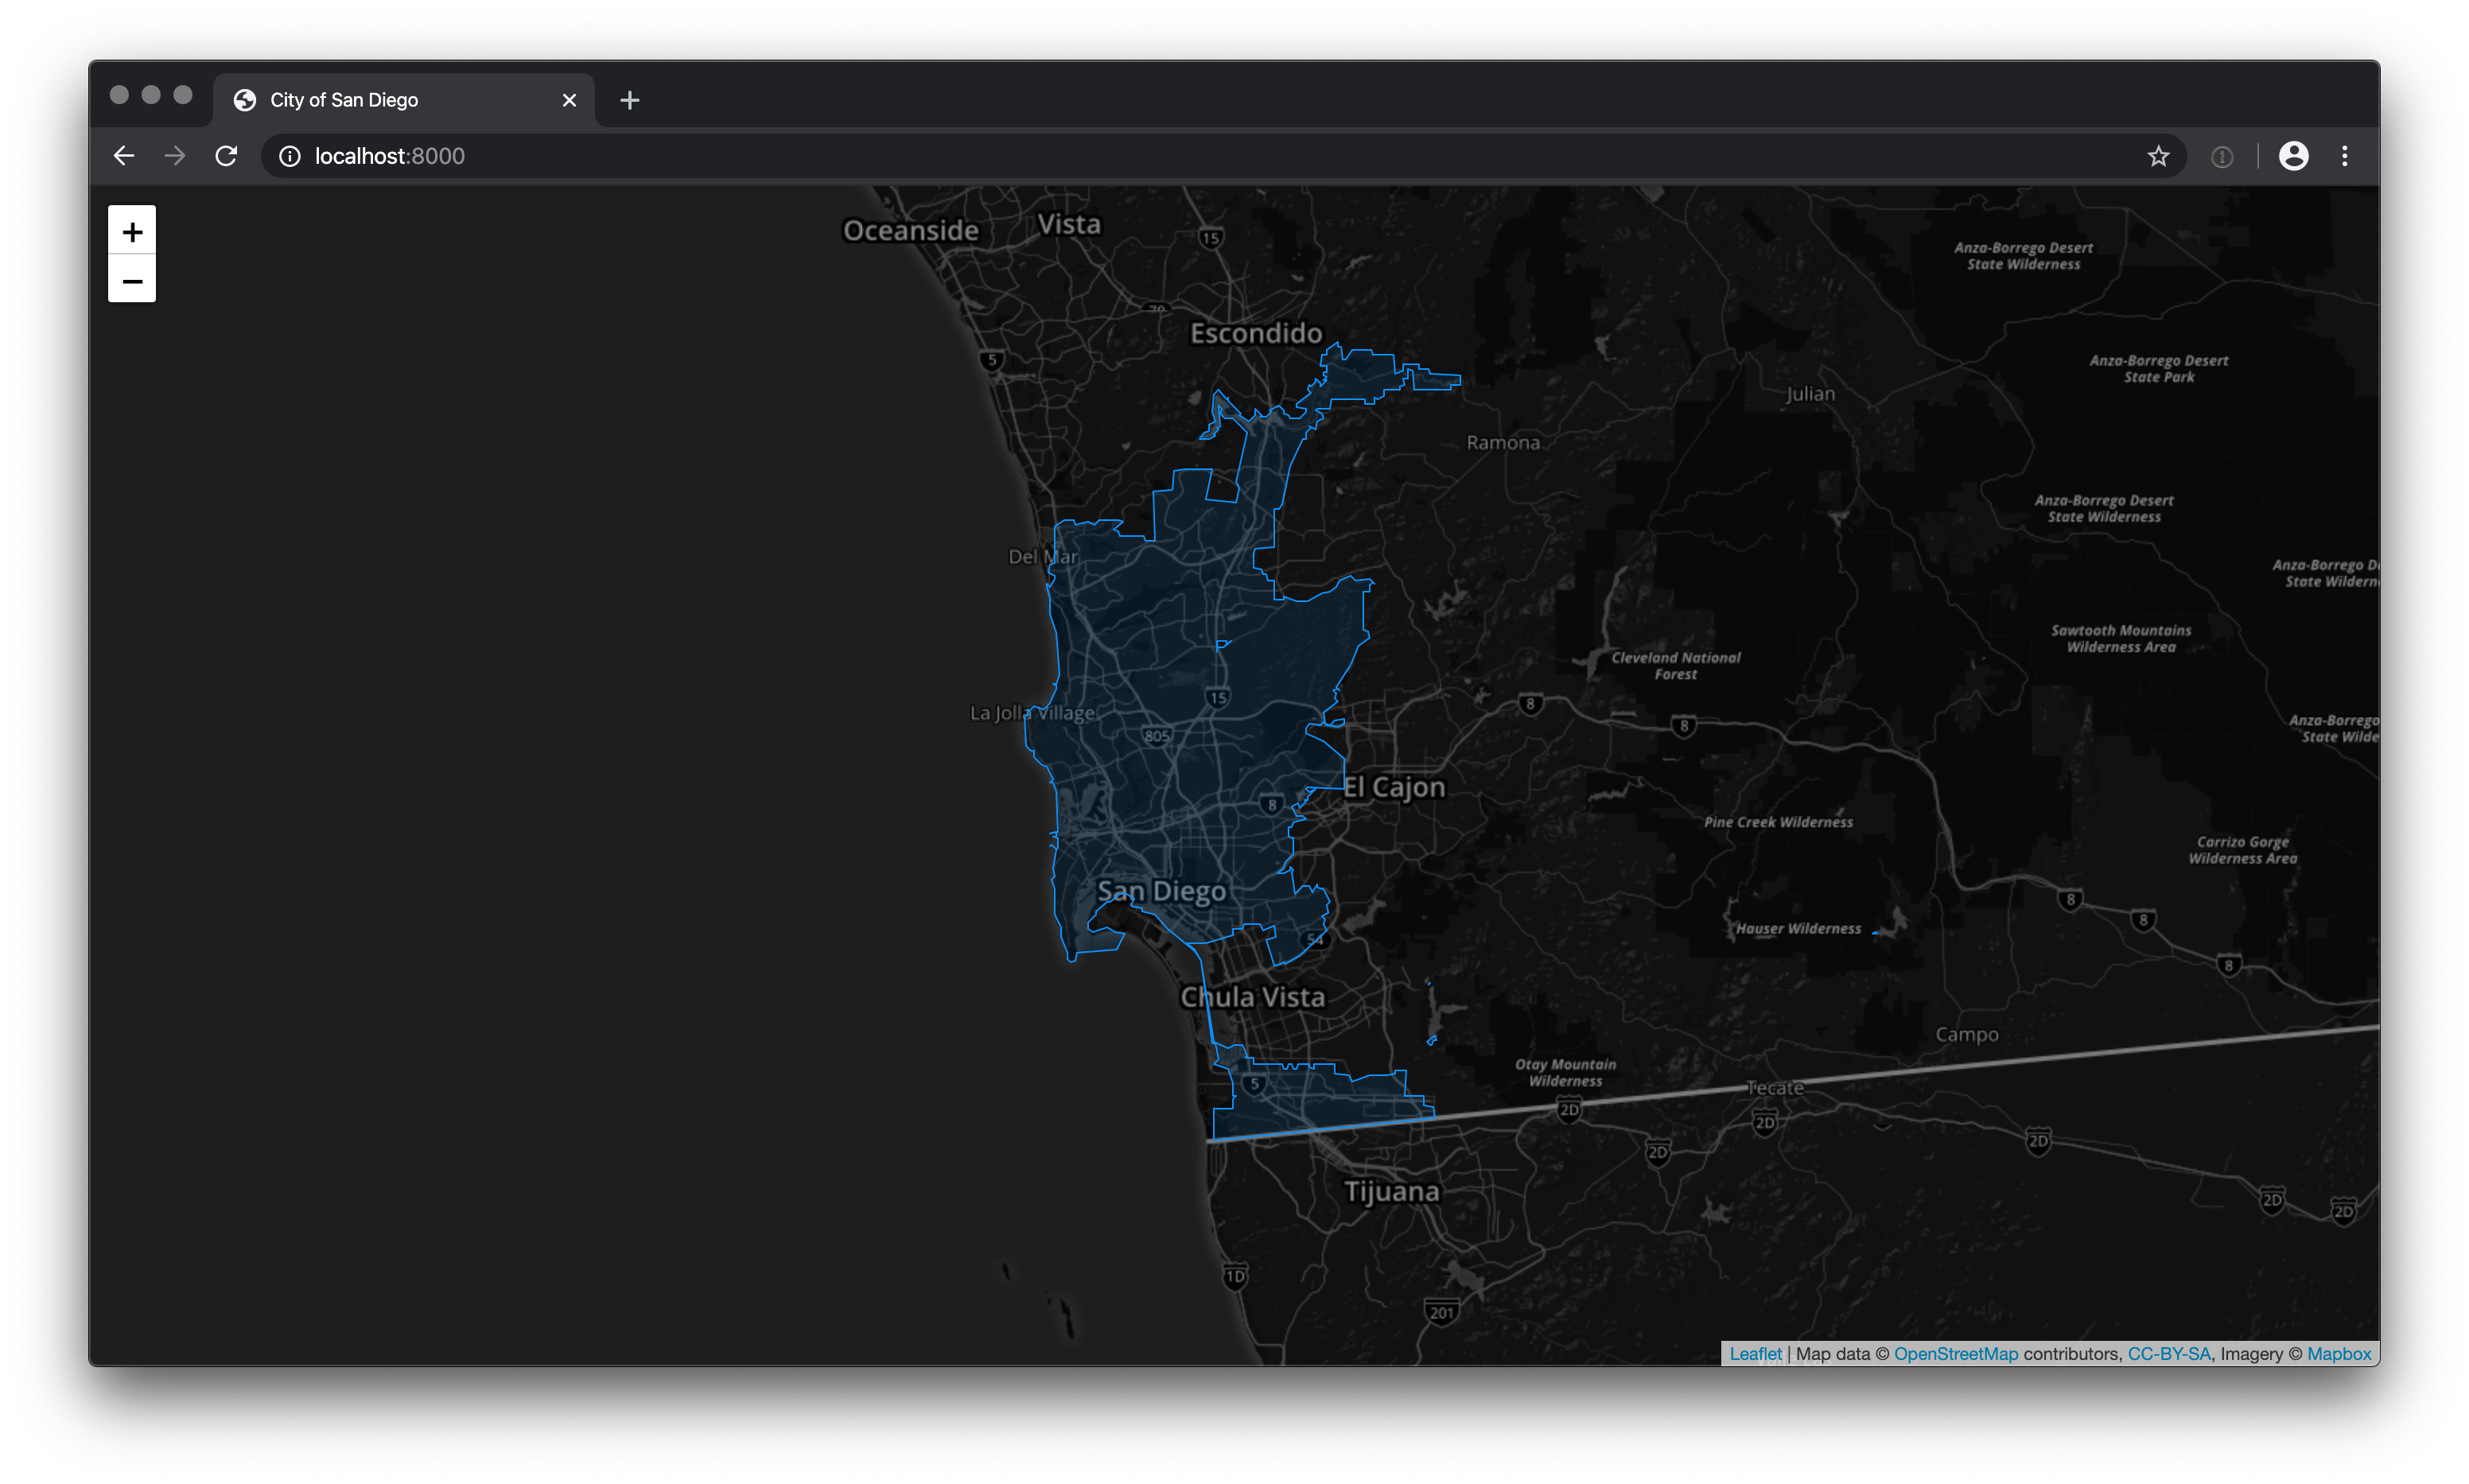 City of San Diego
localhost:8000
+
−
Oceanside
Vista
15
Anza-Borrego Desert
State Wilderness
Escondido
5
Anza-Borrego Desert
State Park
Julian
Ramona
Anza-Borrego Desert
State Wilderness
Del Mar
Anza-Borrego D
State Wildern
Sawtooth Mountains
Wilderness Area
Cleveland National
Forest
15
8
La Jolla Village
8
Anza-Borrego
State Wilde
805
El Cajon
8
Pine Creek Wilderness
Carrizo Gorge
Wilderness Area
San Diego
8
8
Hauser Wilderness
54
8
Chula Vista
Campo
Otay Mountain
Wilderness
5
Tecate
2D
2D
2D
2D
Tijuana
2D
2D
1D
201
Leaflet | Map data © OpenStreetMap contributors, CC-BY-SA, Imagery © Mapbox